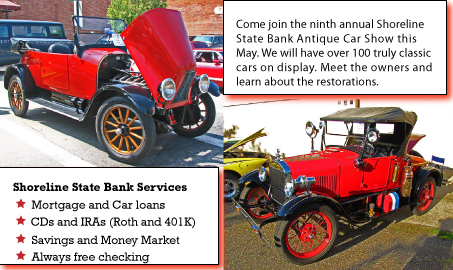 Come join the ninth annual Shoreline
State Bank Antique Car Show this
May. We will have over 100 truly classic
cars on display. Meet the owners and
learn about the restorations.
Shoreline State Bank Services
Mortgage and Car loans
CDs and IRAs (Roth and 401K)
Savings and Money Market
Always free checking